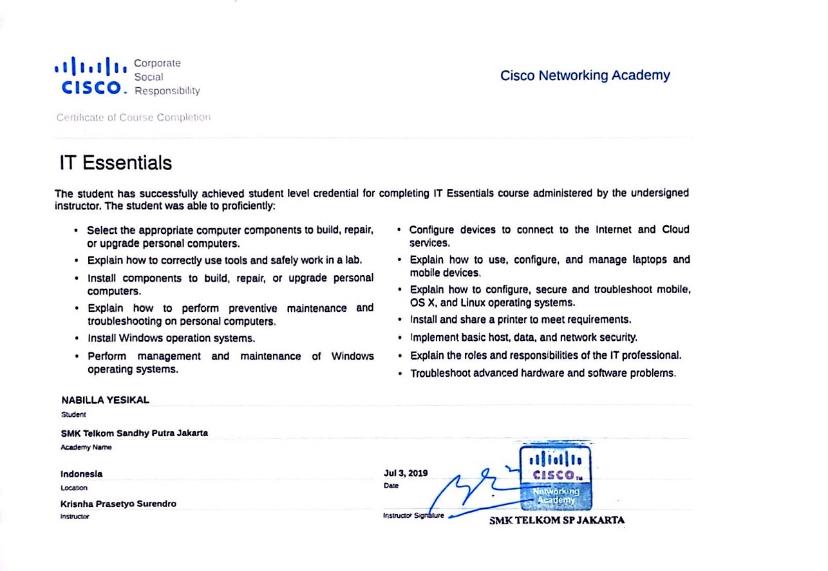 Corporate
Social
CISCO. Responsibility
Cisco Networking Academy
Certificate of Course Completion
IT Essentials
The student has successfully achieved student level credential for completing IT Essentials course administered by the undersigned
instructor. The student was able to proficiently:
• Select the appropriate computer components to build, repair,
or upgrade personal computers.
• Explain how to correctly use tools and safely work in a lab.
• Install components to build, repair, or upgrade personal
computers.
• Explain how to perform preventive maintenance and
troubleshooting on personal computers.
• Install Windows operation systems.
• Perform management and maintenance of Windows
operating systems.
• Configure devices to connect to the Internet and Cloud
services.
• Explain how to use, configure, and manage laptops and
mobile devices.
• Explain how to configure, secure and troubleshoot mobile,
OS X, and Linux operating systems.
• Install and share a printer to meet requirements.
• Implement basic host, data, and network security.
• Explain the roles and responsibilities of the IT professional.
• Troubleshoot advanced hardware and software problems.
NABILLA YESIKAL
Student
SMK Telkom Sandhy Putra Jakarta
Academy Name
Indonesia
Location
Krisnha Prasetyo Surendro
Instructor
Jul 3, 2019
Date
Instructor Signature
CISCO™
Networking
Academy
SMK TELKOM SP JAKARTA